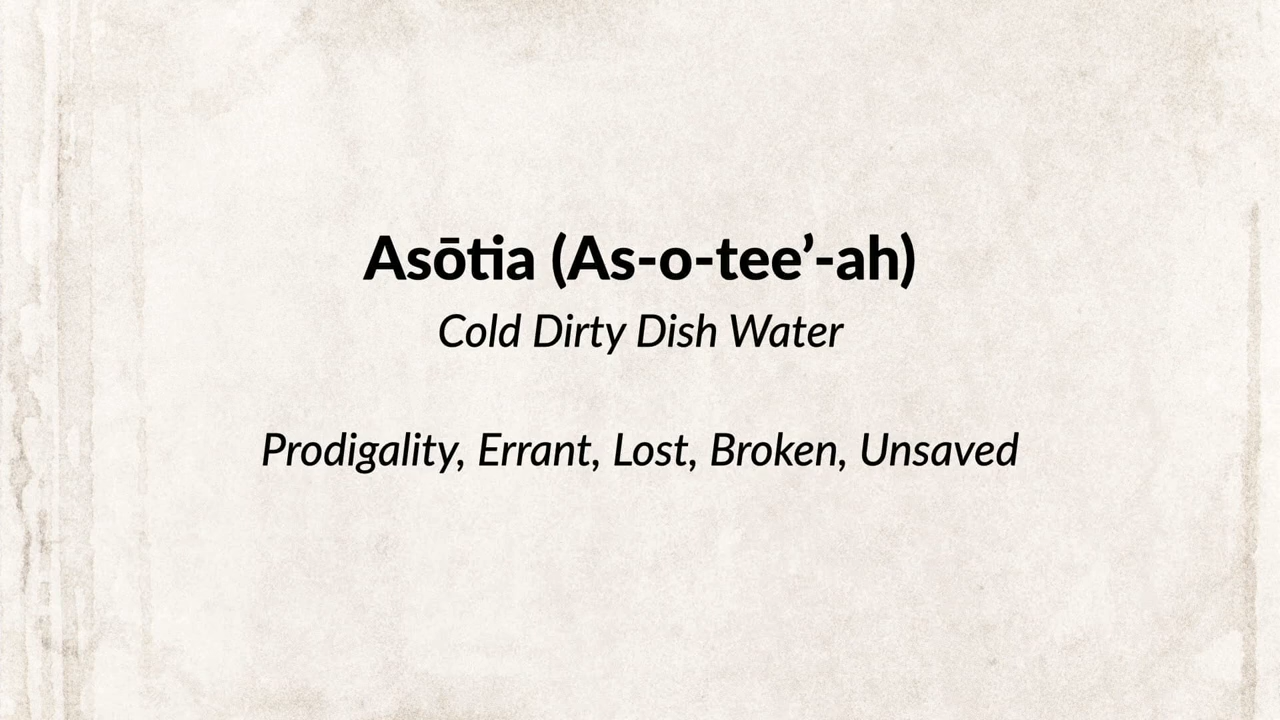 Asōtia (As-o-tee’-ah)
Cold Dirty Dish Water
Prodigality, Errant, Lost, Broken, Unsaved